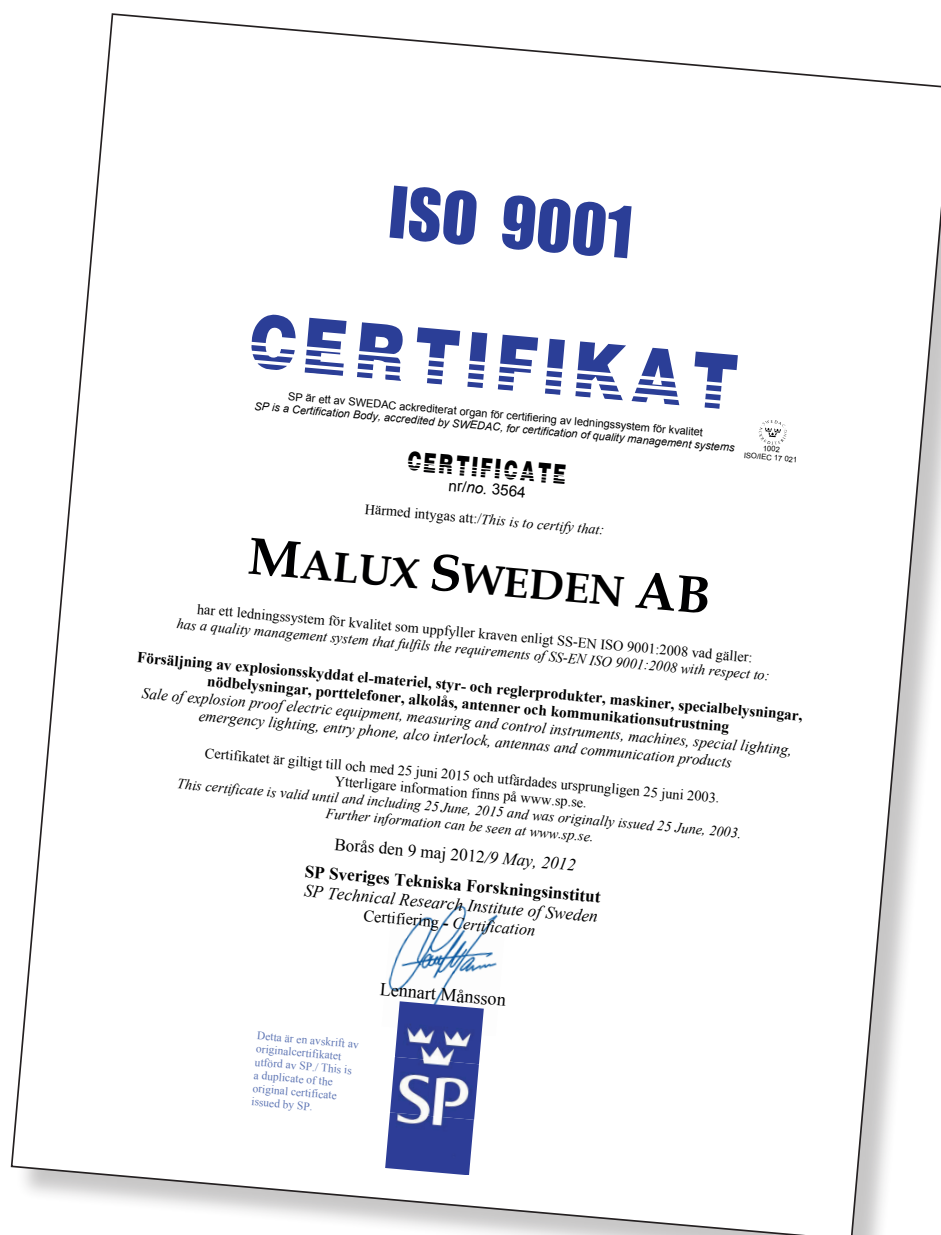 ISO 9001
CERTIFIKAT
SP är ett av SWEDAC ackrediterat organ för certifiering av ledningssystem för kvalitet
SP is a Certification Body, accredited by SWEDAC, for certification of quality management systems
SWEDAC
ACKREDITERING
1002
ISO/IEC 17 021
CERTIFICATE
nr/no. 3564
Härmed intygas att:/This is to certify that:
MALUX SWEDEN AB
har ett ledningssystem för kvalitet som uppfyller kraven enligt SS-EN ISO 9001:2008 vad gäller:
has a quality management system that fulfils the requirements of SS-EN ISO 9001:2008 with respect to:
Försäljning av explosionsskyddat el-materiel, styr- och reglerprodukter, maskiner, specialbelysningar,
nödbelysningar, porttelefoner, alkolås, antenner och kommunikationsutrustning
Sale of explosion proof electric equipment, measuring and control instruments, machines, special lighting,
emergency lighting, entry phone, alco interlock, antennas and communication products
Certifikatet är giltigt till och med 25 juni 2015 och utfärdades ursprungligen 25 juni 2003.
Ytterligare information finns på www.sp.se.
This certificate is valid until and including 25 June, 2015 and was originally issued 25 June, 2003.
Further information can be seen at www.sp.se.
Borås den 9 maj 2012/9 May, 2012
SP Sveriges Tekniska Forskningsinstitut
SP Technical Research Institute of Sweden
Certifiering - Certification
Lennart Månsson
Detta är en avskrift av
originalcertifikatet
utförd av SP./ This is
a duplicate of the
original certificate
issued by SP.
SP